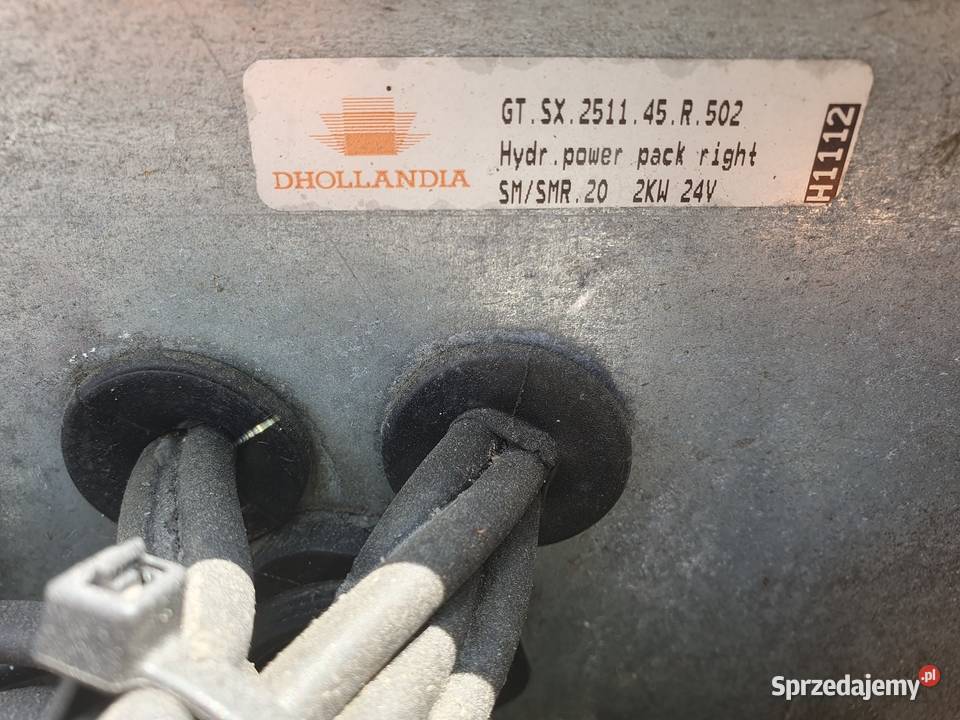 DHOLLANDIA
GT.SX.2511.45.R.502
Hydr.power pack right
SM/SMR.20 2KW 24V
H1112
Sprzedajemy.pl